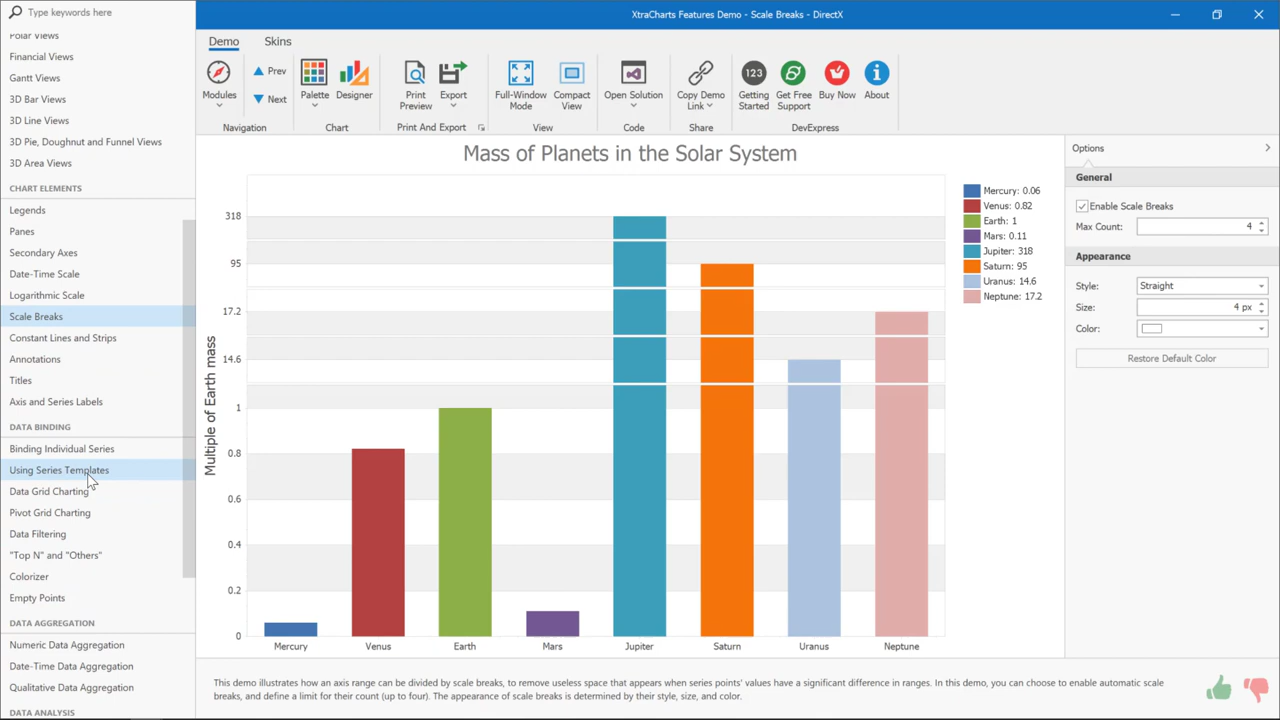 Type keywords here
XtraCharts Features Demo - Scale Breaks - DirectX
Polar Views
Financial Views
Gantt Views
3D Bar Views
3D Line Views
3D Pie, Doughnut and Funnel Views
3D Area Views
CHART ELEMENTS
Legends
Panes
Secondary Axes
Date-Time Scale
Logarithmic Scale
Scale Breaks
Constant Lines and Strips
Annotations
Titles
Axis and Series Labels
DATA BINDING
Binding Individual Series
Using Series Templates
Data Grid Charting
Pivot Grid Charting
Data Filtering
"Top N" and "Others"
Colorizer
Empty Points
DATA AGGREGATION
Numeric Data Aggregation
Date-Time Data Aggregation
Qualitative Data Aggregation
DATA ANALYSIS
Demo Skins
Modules
Prev
Next
Navigation
Palette
Designer
Chart
Print Preview
Export
Print And Export
Full-Window Mode
Compact View
View
Open Solution
Code
Copy Demo Link
Share
123
Getting Started
Get Free Support
Buy Now
About
DevExpress
Mass of Planets in the Solar System
Multiple of Earth mass
318
95
17.2
14.6
1
0.8
0.6
0.4
0.2
0
Mercury Venus Earth Mars Jupiter Saturn Uranus Neptune
Mercury: 0.06
Venus: 0.82
Earth: 1
Mars: 0.11
Jupiter: 318
Saturn: 95
Uranus: 14.6
Neptune: 17.2
Options
General
Enable Scale Breaks
Max Count: 4
Appearance
Style: Straight
Size: 4 px
Color:
Restore Default Color
This demo illustrates how an axis range can be divided by scale breaks, to remove useless space that appears when series points' values have a significant difference in ranges. In this demo, you can choose to enable automatic scale
breaks, and define a limit for their count (up to four). The appearance of scale breaks is determined by their style, size, and color.